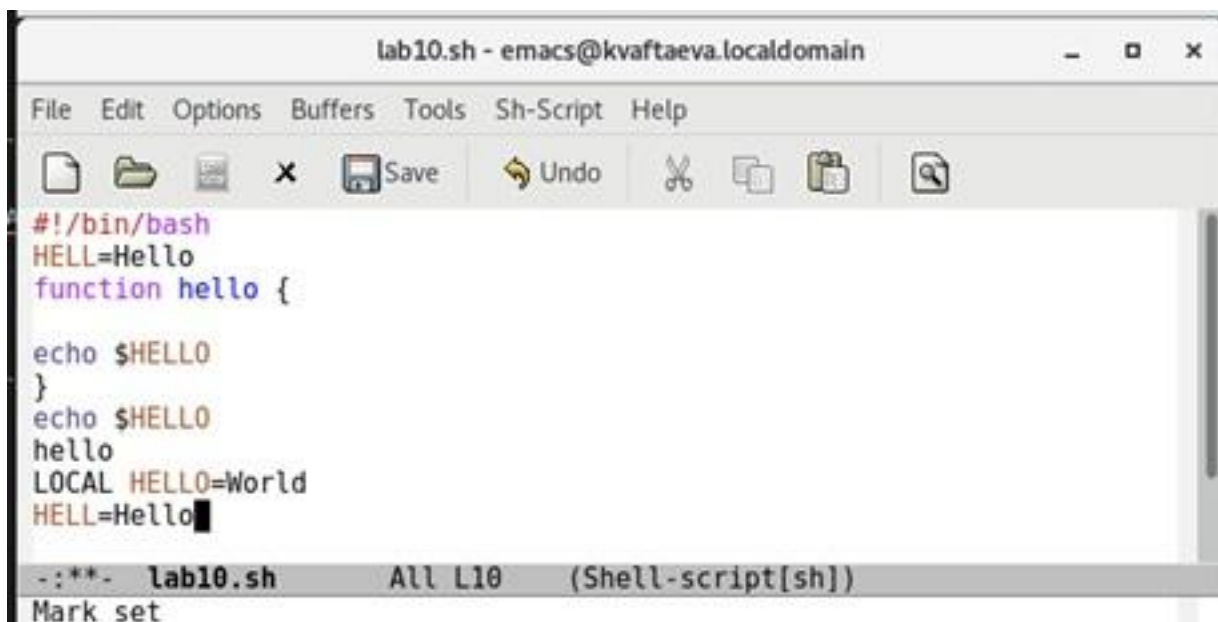 lab10.sh - emacs@kvaftaeva.localdomain
File Edit Options Buffers Tools Sh-Script Help
Save Undo
#!/bin/bash
HELL=Hello
function hello {
echo $HELLO
}
echo $HELLO
hello
LOCAL HELLO=World
HELL=Hello
-:**- lab10.sh All L10 (Shell-script[sh])
Mark set